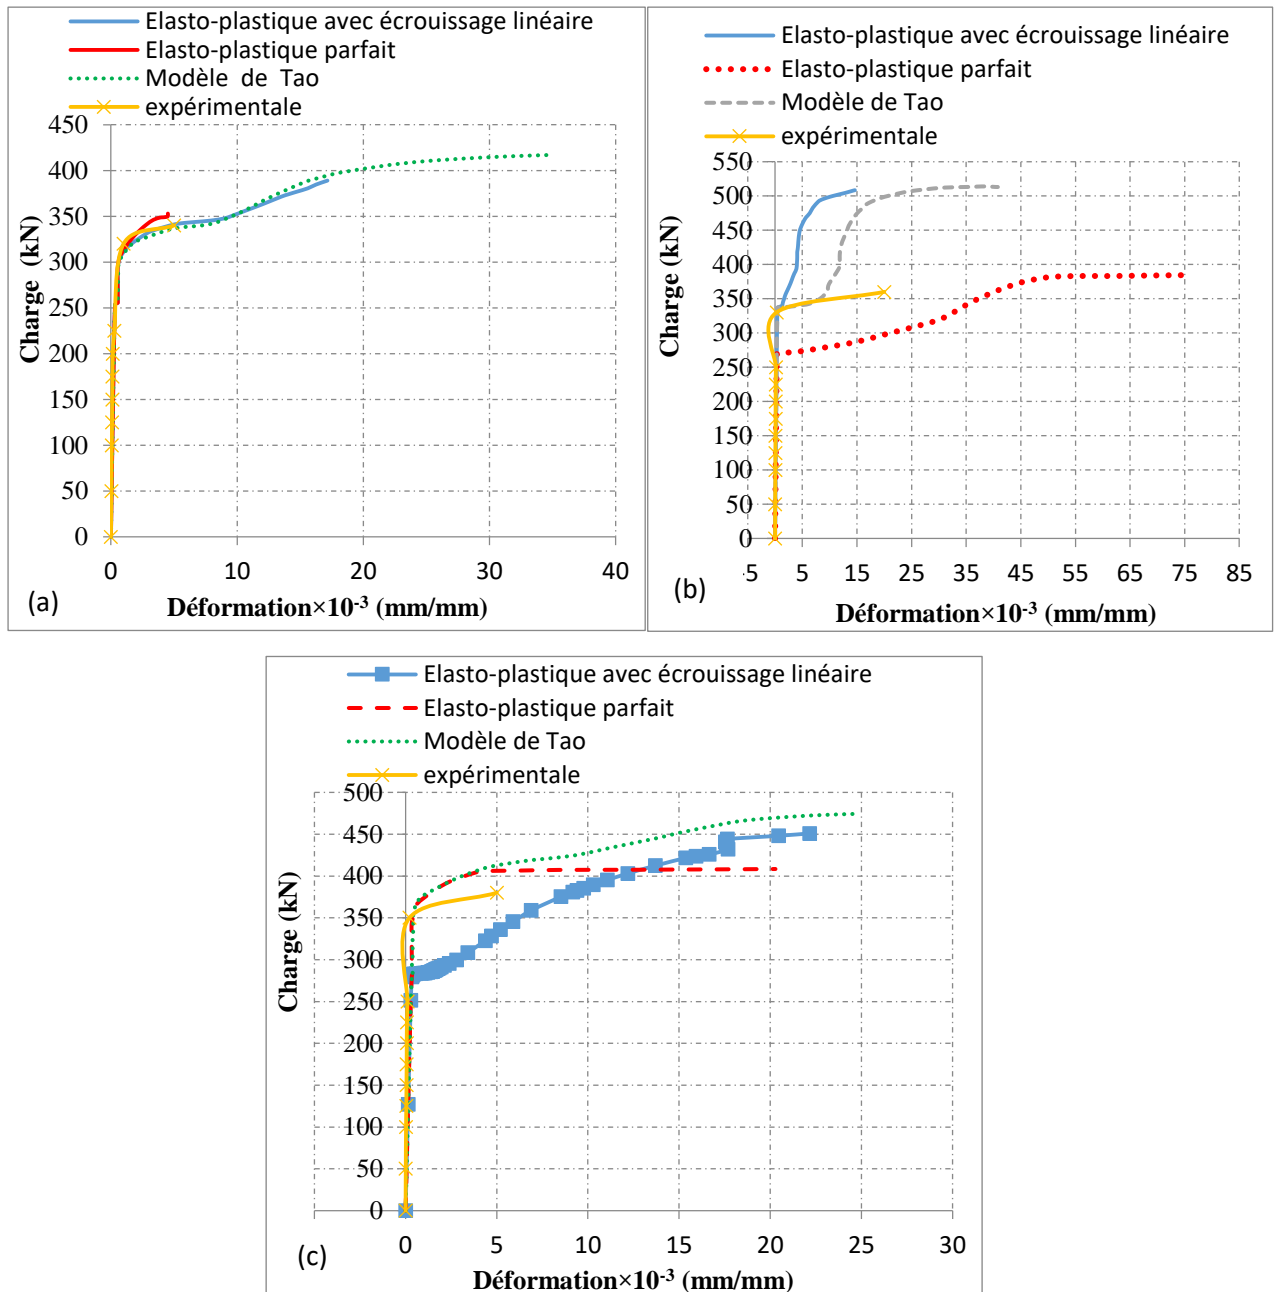 Elasto-plastique avec écrouissage linéaire
Elasto-plastique parfait
Modèle de Tao
expérimentale
450
400
350
300
250
200
150
100
50
0
Charge (kN)
0 10 20 30 40
(a)
Déformation×10⁻³ (mm/mm)
Elasto-plastique avec écrouissage linéaire
Elasto-plastique parfait
Modèle de Tao
expérimentale
550
500
450
400
350
300
250
200
150
100
50
0
Charge (kN)
-5 5 15 25 35 45 55 65 75 85
(b)
Déformation×10⁻³ (mm/mm)
Elasto-plastique avec écrouissage linéaire
Elasto-plastique parfait
Modèle de Tao
expérimentale
500
450
400
350
300
250
200
150
100
50
0
Charge (kN)
0 5 10 15 20 25 30
(c)
Déformation×10⁻³ (mm/mm)